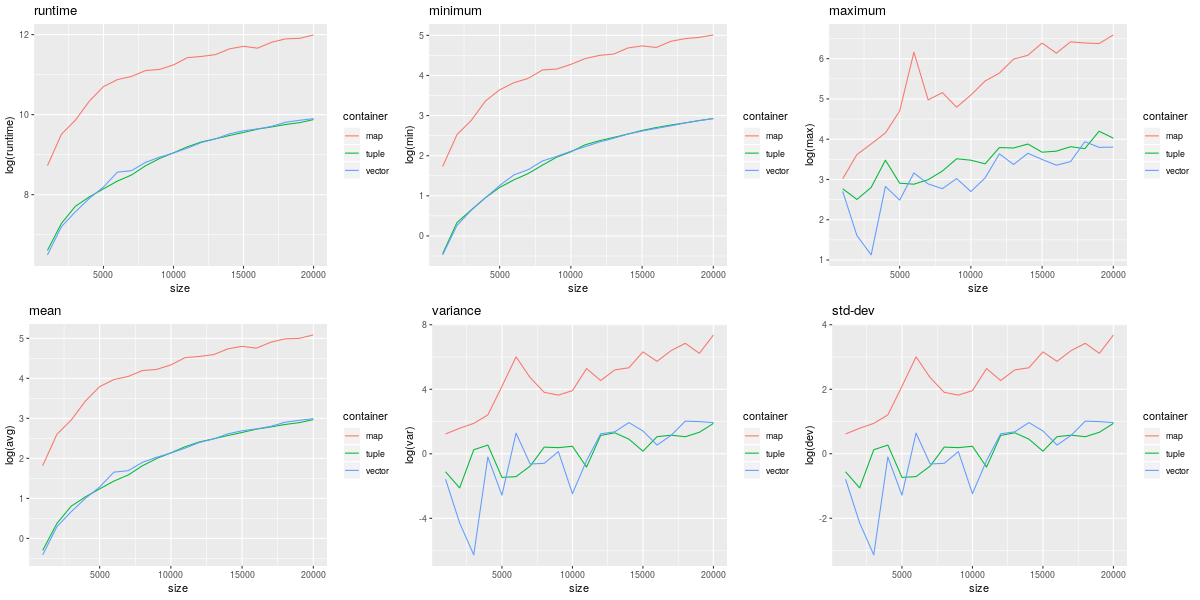 runtime
log(runtime)
12
10
8
5000 10000 15000 20000
size
container
map
tuple
vector
minimum
log(min)
5
4
3
2
1
0
5000 10000 15000 20000
size
container
map
tuple
vector
maximum
log(max)
6
5
4
3
2
1
5000 10000 15000 20000
size
container
map
tuple
vector
mean
log(avg)
5
4
3
2
1
0
5000 10000 15000 20000
size
container
map
tuple
vector
variance
log(var)
8
4
0
-4
5000 10000 15000 20000
size
container
map
tuple
vector
std-dev
log(dev)
4
2
0
-2
5000 10000 15000 20000
size
container
map
tuple
vector